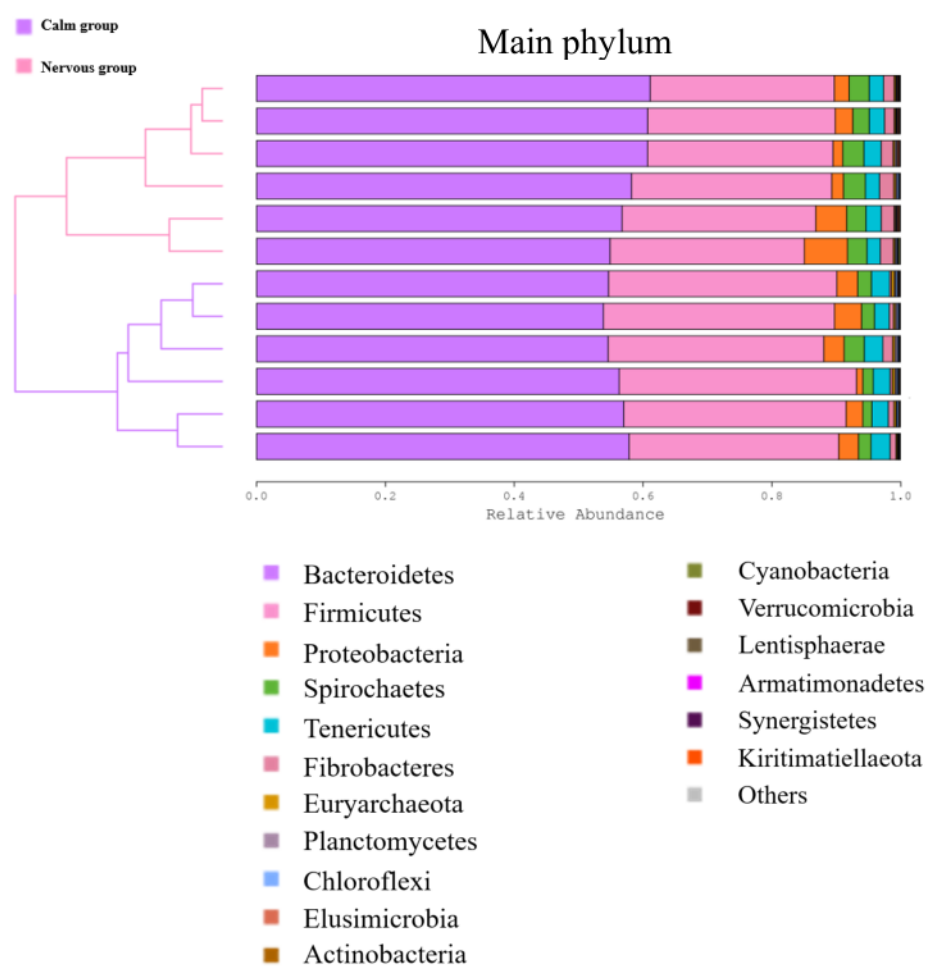 Calm group
Nervous group
Main phylum
0.0 0.2 0.4 0.6 0.8 1.0
Relative Abundance
Bacteroidetes
Firmicutes
Proteobacteria
Spirochaetes
Tenericutes
Fibrobacteres
Euryarchaeota
Planctomycetes
Chloroflexi
Elusimicrobia
Actinobacteria
Cyanobacteria
Verrucomicrobia
Lentisphaerae
Armatimonadetes
Synergistetes
Kiritimatiellaeota
Others